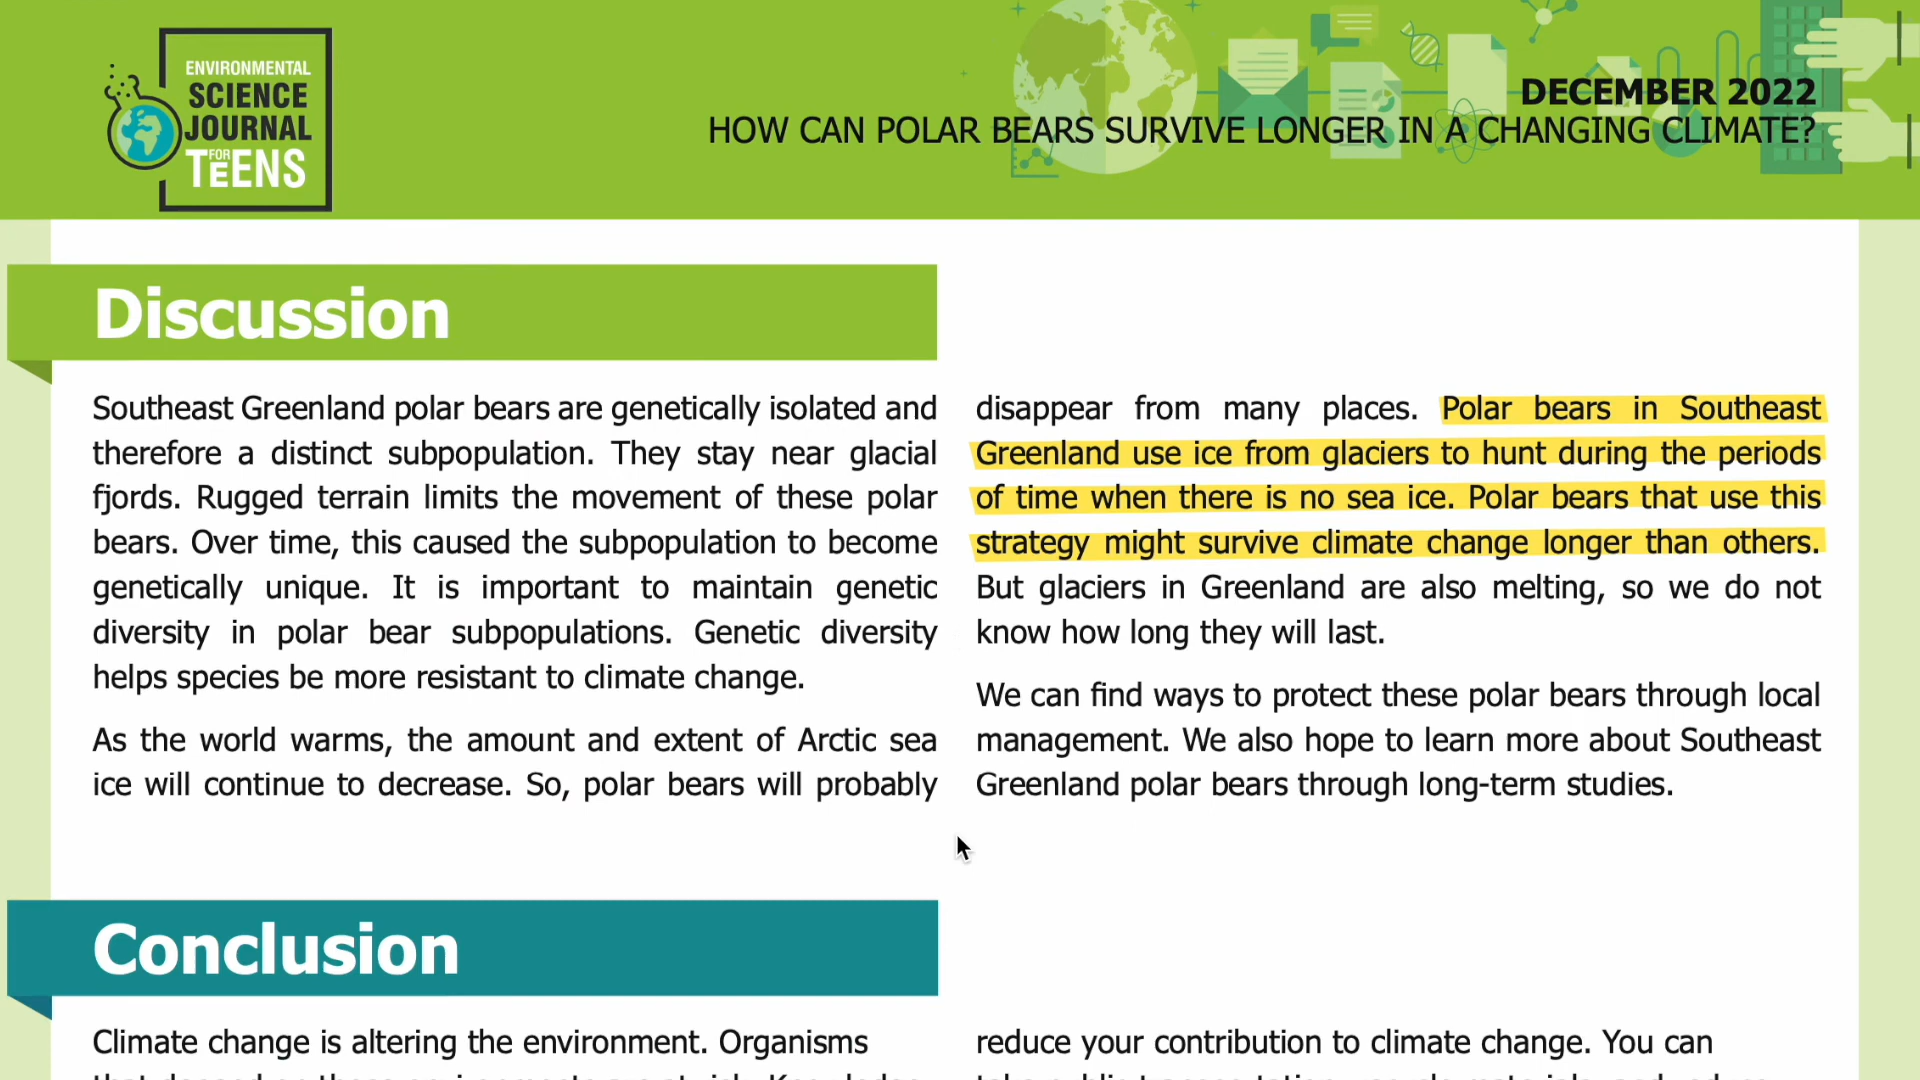 ENVIRONMENTAL
SCIENCE
JOURNAL
FOR
TEENS
DECEMBER 2022
HOW CAN POLAR BEARS SURVIVE LONGER IN A CHANGING CLIMATE?
Discussion
Southeast Greenland polar bears are genetically isolated and
therefore a distinct subpopulation. They stay near glacial
fjords. Rugged terrain limits the movement of these polar
bears. Over time, this caused the subpopulation to become
genetically unique. It is important to maintain genetic
diversity in polar bear subpopulations. Genetic diversity
helps species be more resistant to climate change.
As the world warms, the amount and extent of Arctic sea
ice will continue to decrease. So, polar bears will probably
disappear from many places. Polar bears in Southeast
Greenland use ice from glaciers to hunt during the periods
of time when there is no sea ice. Polar bears that use this
strategy might survive climate change longer than others.
But glaciers in Greenland are also melting, so we do not
know how long they will last.
We can find ways to protect these polar bears through local
management. We also hope to learn more about Southeast
Greenland polar bears through long-term studies.
Conclusion
Climate change is altering the environment. Organisms
reduce your contribution to climate change. You can